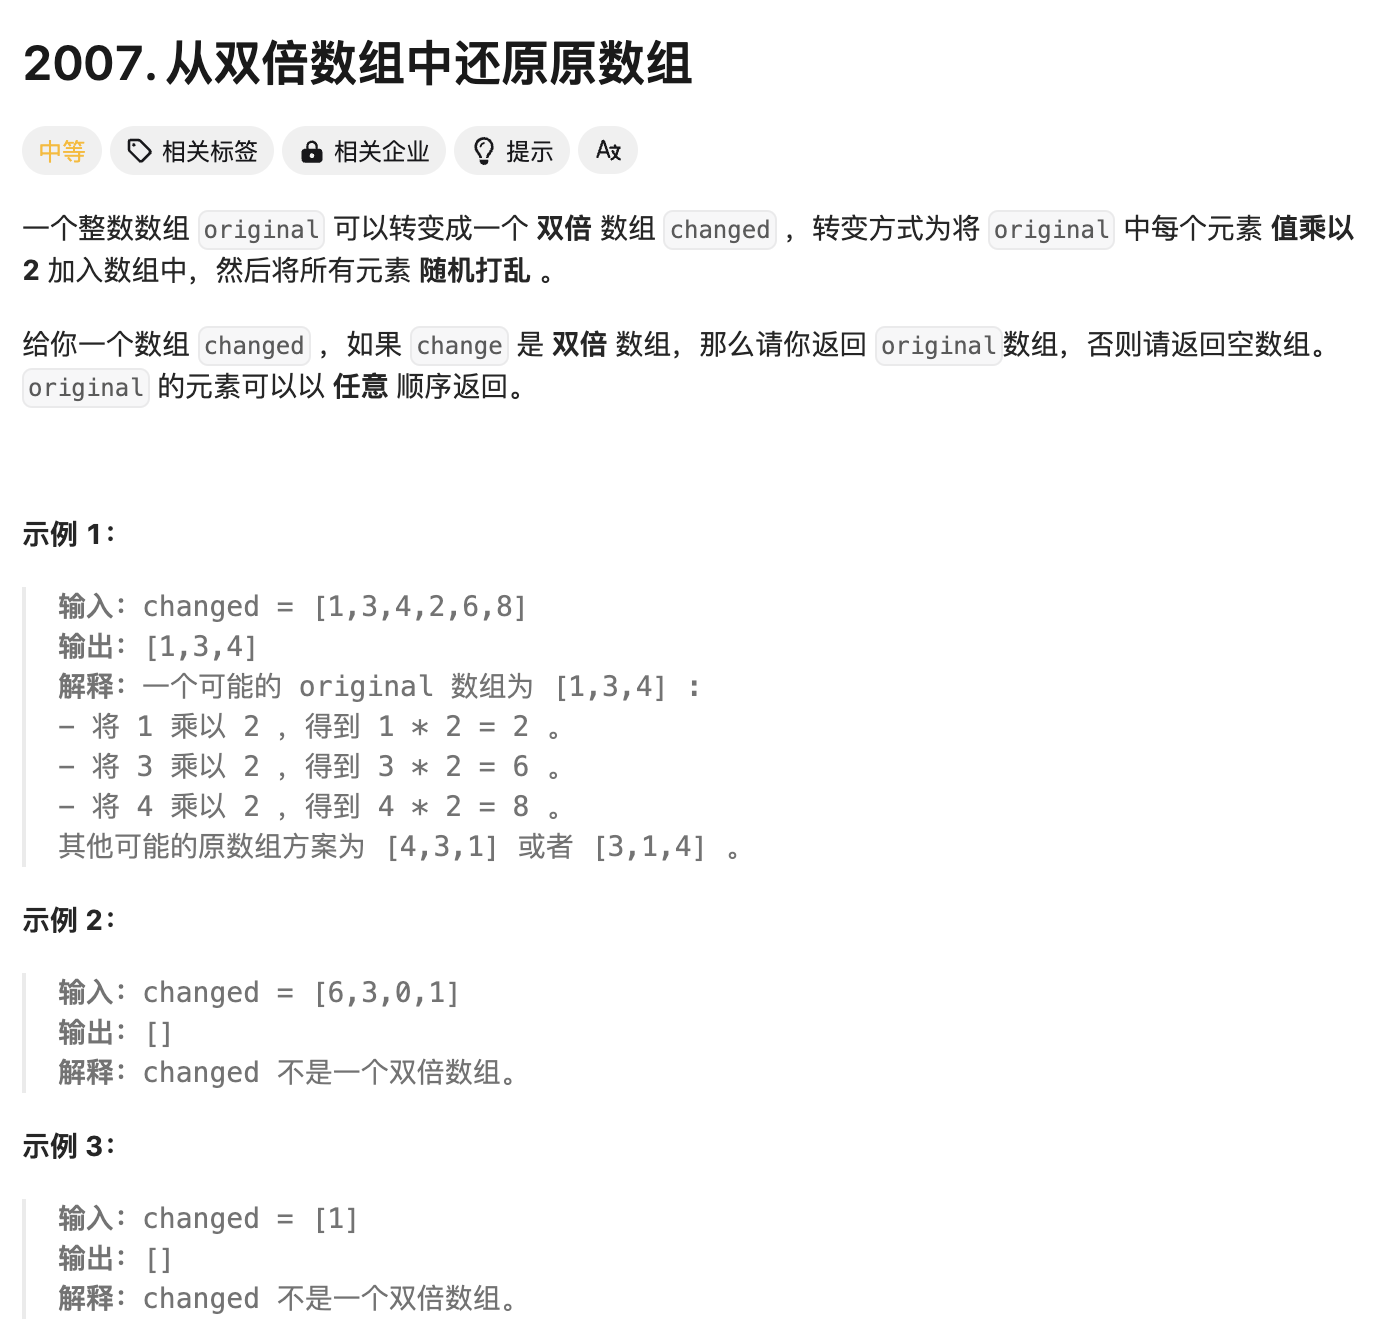 2007. 从双倍数组中还原原数组
中等 相关标签 相关企业 提示 A文
一个整数数组 original 可以转变成一个 双倍 数组 changed ，转变方式为将 original 中每个元素 值乘以
2 加入数组中，然后将所有元素 随机打乱 。
给你一个数组 changed ，如果 change 是 双倍 数组，那么请你返回 original数组，否则请返回空数组。
original 的元素可以以 任意 顺序返回。
示例 1：
输入：changed = [1,3,4,2,6,8]
输出：[1,3,4]
解释：一个可能的 original 数组为 [1,3,4] :
- 将 1 乘以 2 ，得到 1 * 2 = 2 。
- 将 3 乘以 2 ，得到 3 * 2 = 6 。
- 将 4 乘以 2 ，得到 4 * 2 = 8 。
其他可能的原数组方案为 [4,3,1] 或者 [3,1,4] 。
示例 2：
输入：changed = [6,3,0,1]
输出：[]
解释：changed 不是一个双倍数组。
示例 3：
输入：changed = [1]
输出：[]
解释：changed 不是一个双倍数组。